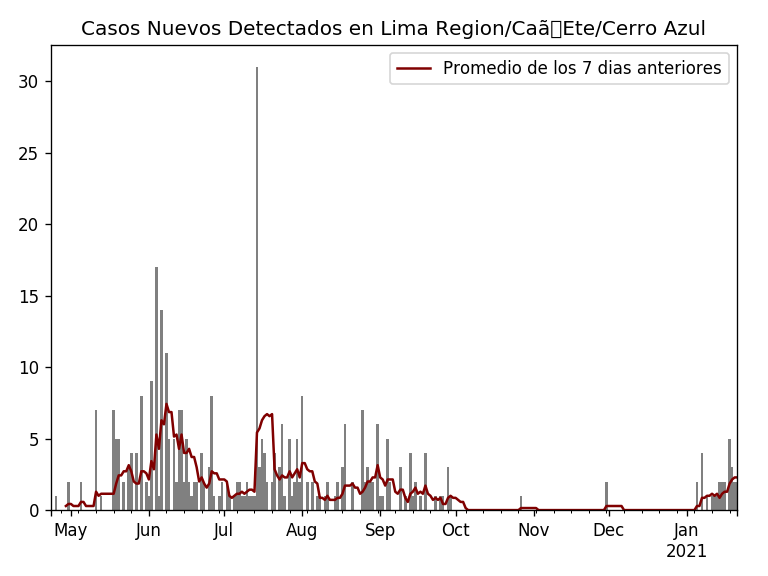 Casos Nuevos Detectados en Lima Region/Caã▯Ete/Cerro Azul
Promedio de los 7 dias anteriores
30
25
20
15
10
5
0
May Jun Jul Aug Sep Oct Nov Dec Jan
2021